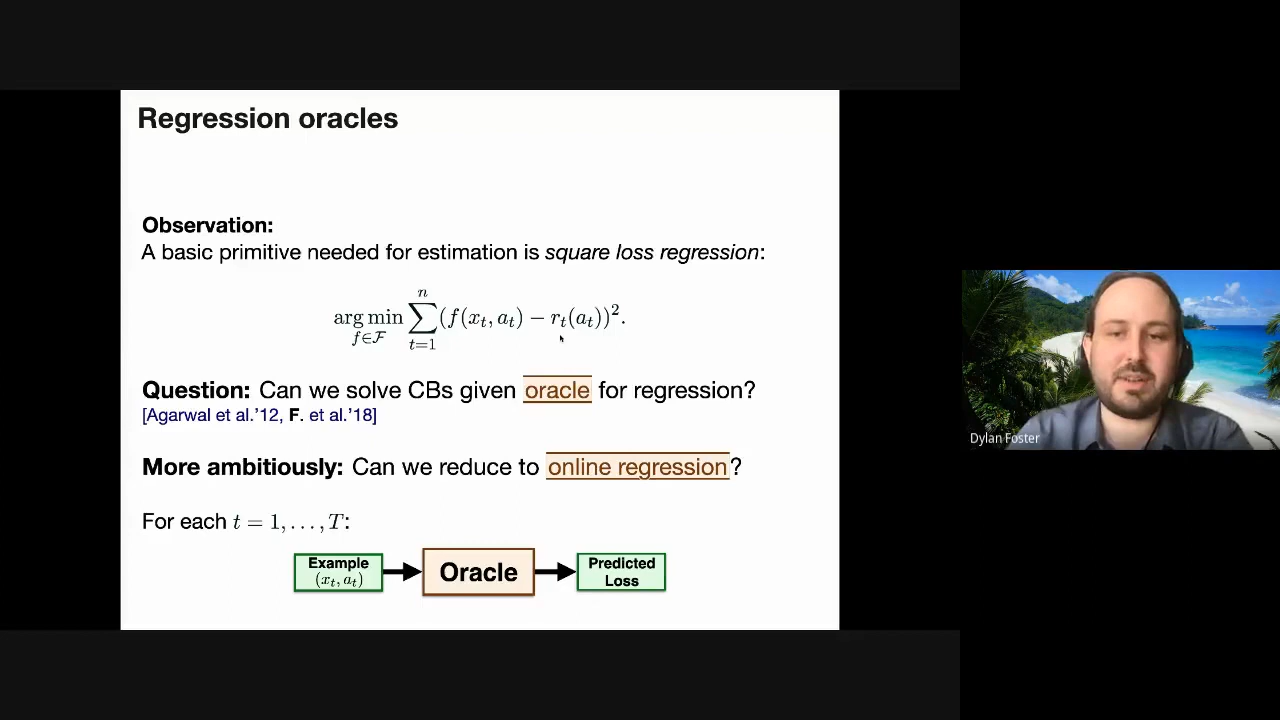 Regression oracles
Observation:
A basic primitive needed for estimation is square loss regression:
arg min_{f∈𝓕} ∑_{t=1}^{n} (f(x_t, a_t) − r_t(a_t))².
Question: Can we solve CBs given oracle for regression?
[Agarwal et al.'12, F. et al.'18]
More ambitiously: Can we reduce to online regression?
For each t = 1, . . . , T:
Example
(x_t, a_t)
Oracle
Predicted
Loss
Dylan Foster